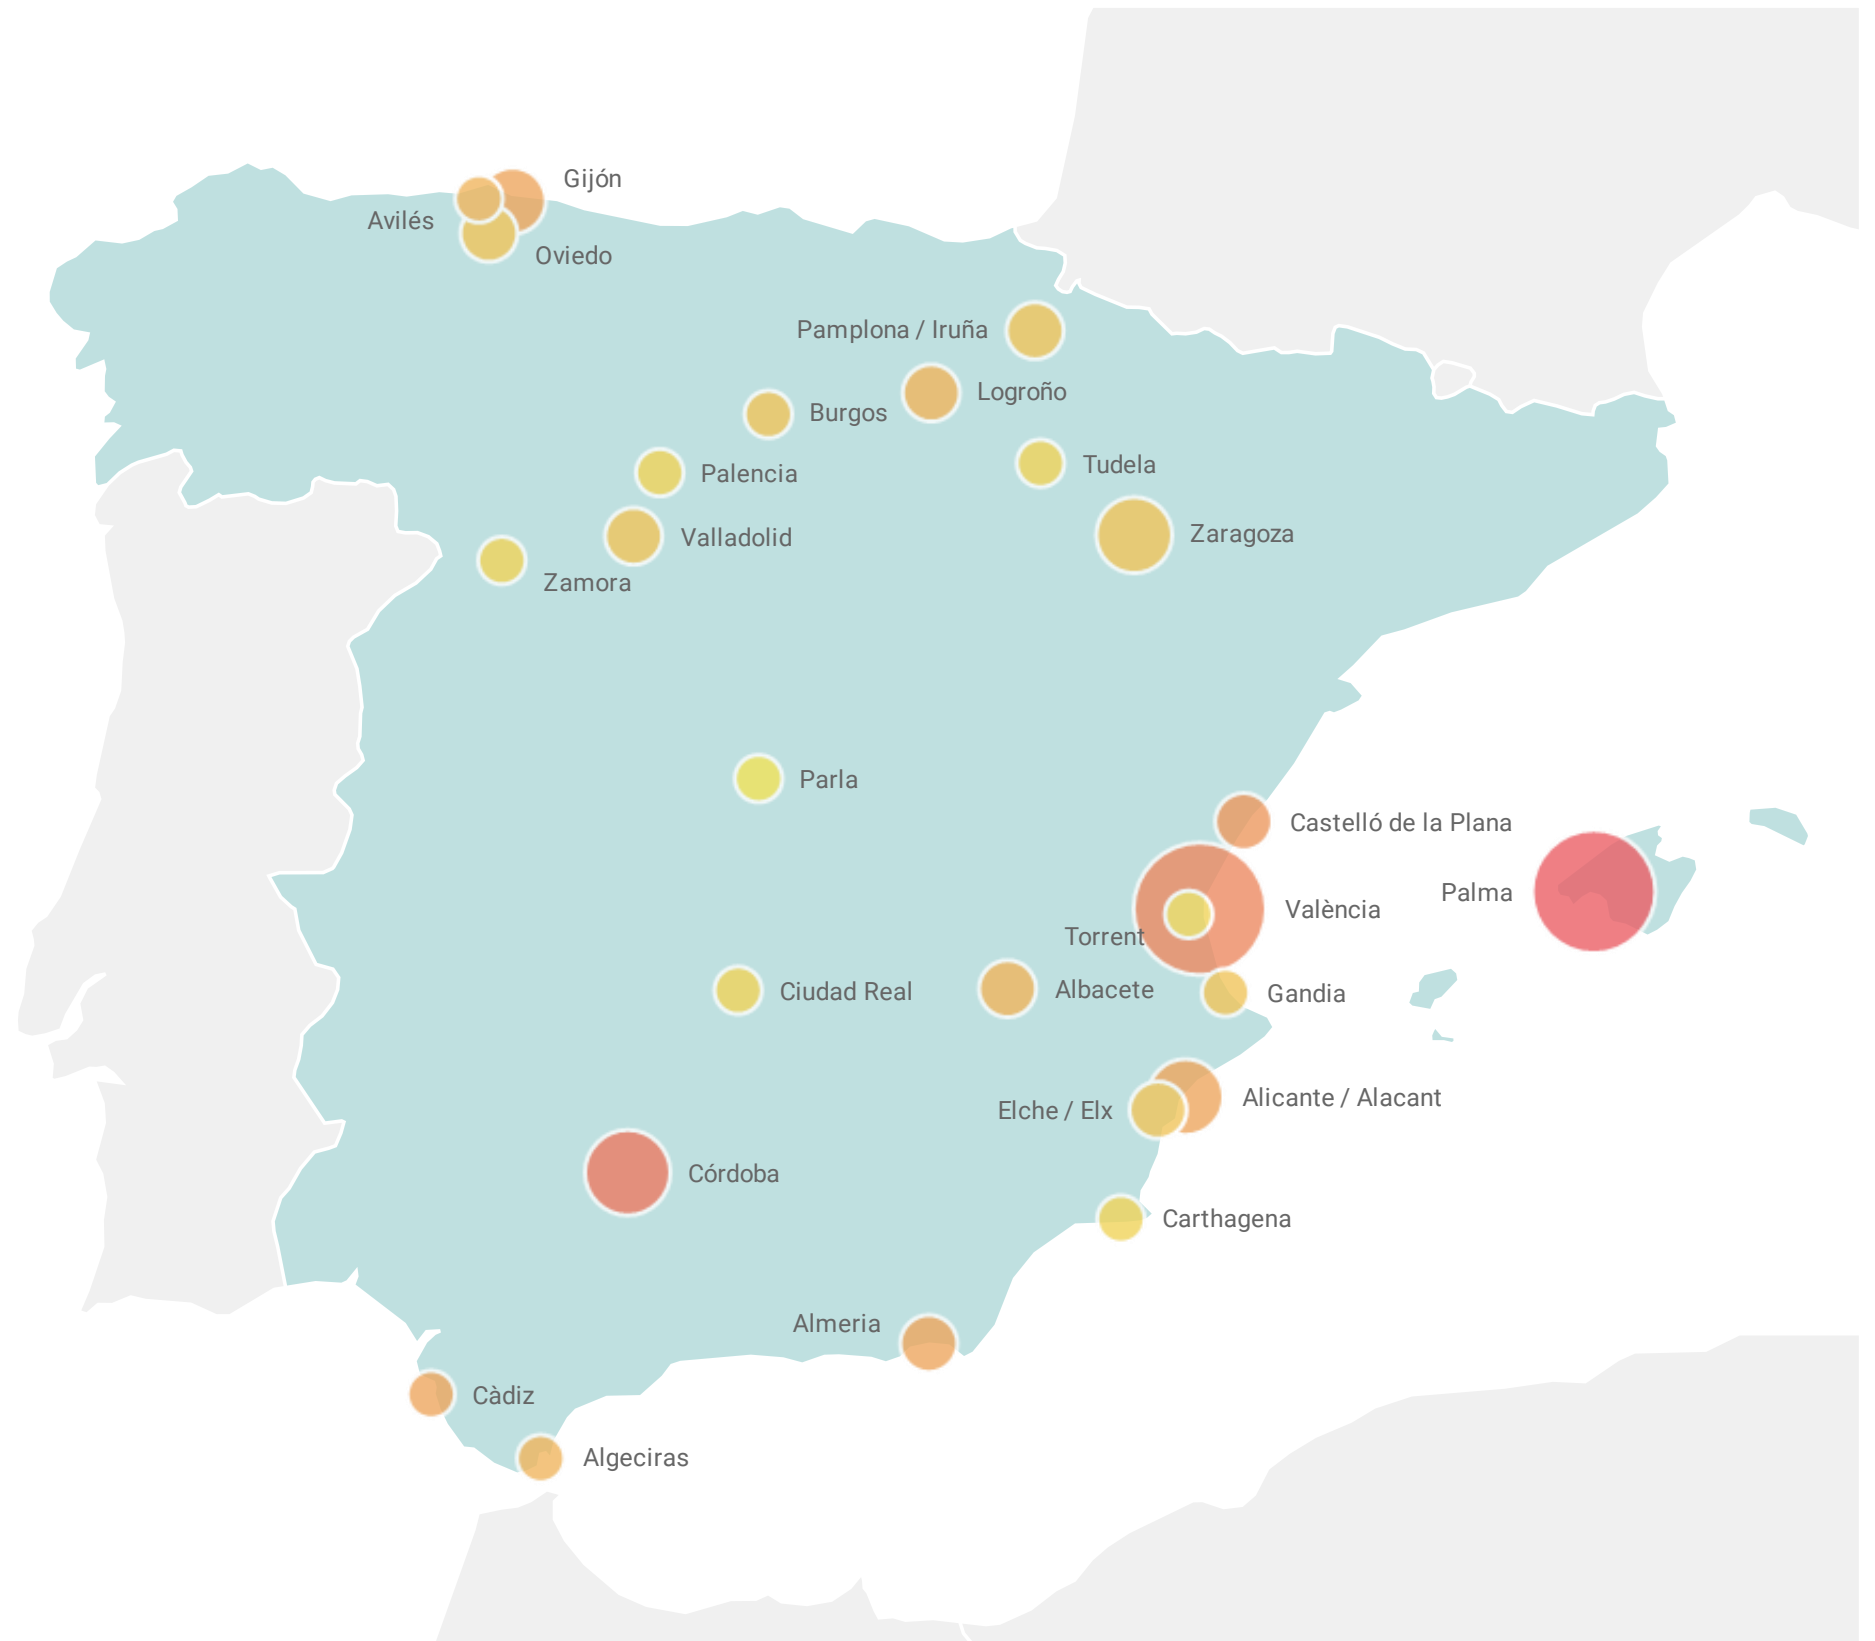 Gijón
Avilés
Oviedo
Pamplona / Iruña
Logroño
Burgos
Tudela
Palencia
Zaragoza
Valladolid
Zamora
Parla
Castelló de la Plana
Palma
València
Torrent
Albacete
Ciudad Real
Gandia
Alicante / Alacant
Elche / Elx
Córdoba
Carthagena
Almeria
Càdiz
Algeciras